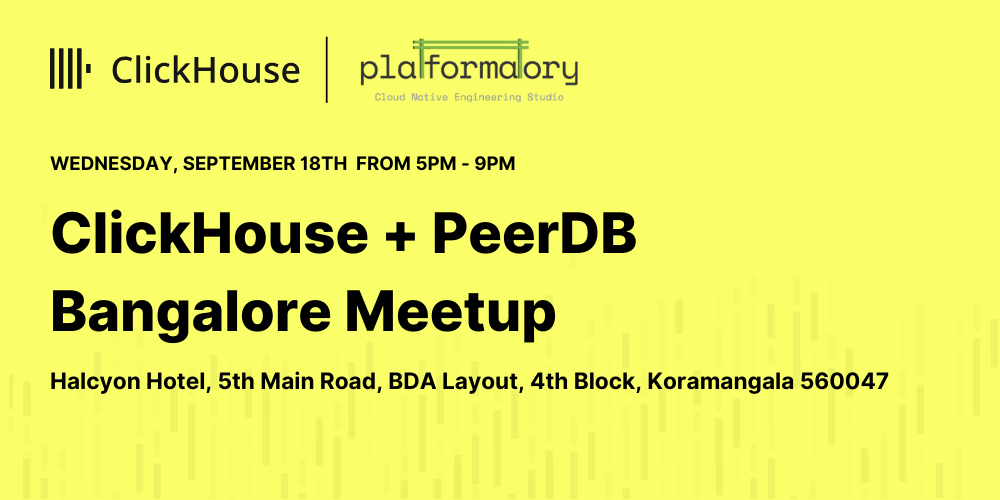 ClickHouse
platformatory
Cloud Native Engineering Studio
WEDNESDAY, SEPTEMBER 18TH FROM 5PM - 9PM
ClickHouse + PeerDB
Bangalore Meetup
Halcyon Hotel, 5th Main Road, BDA Layout, 4th Block, Koramangala 560047